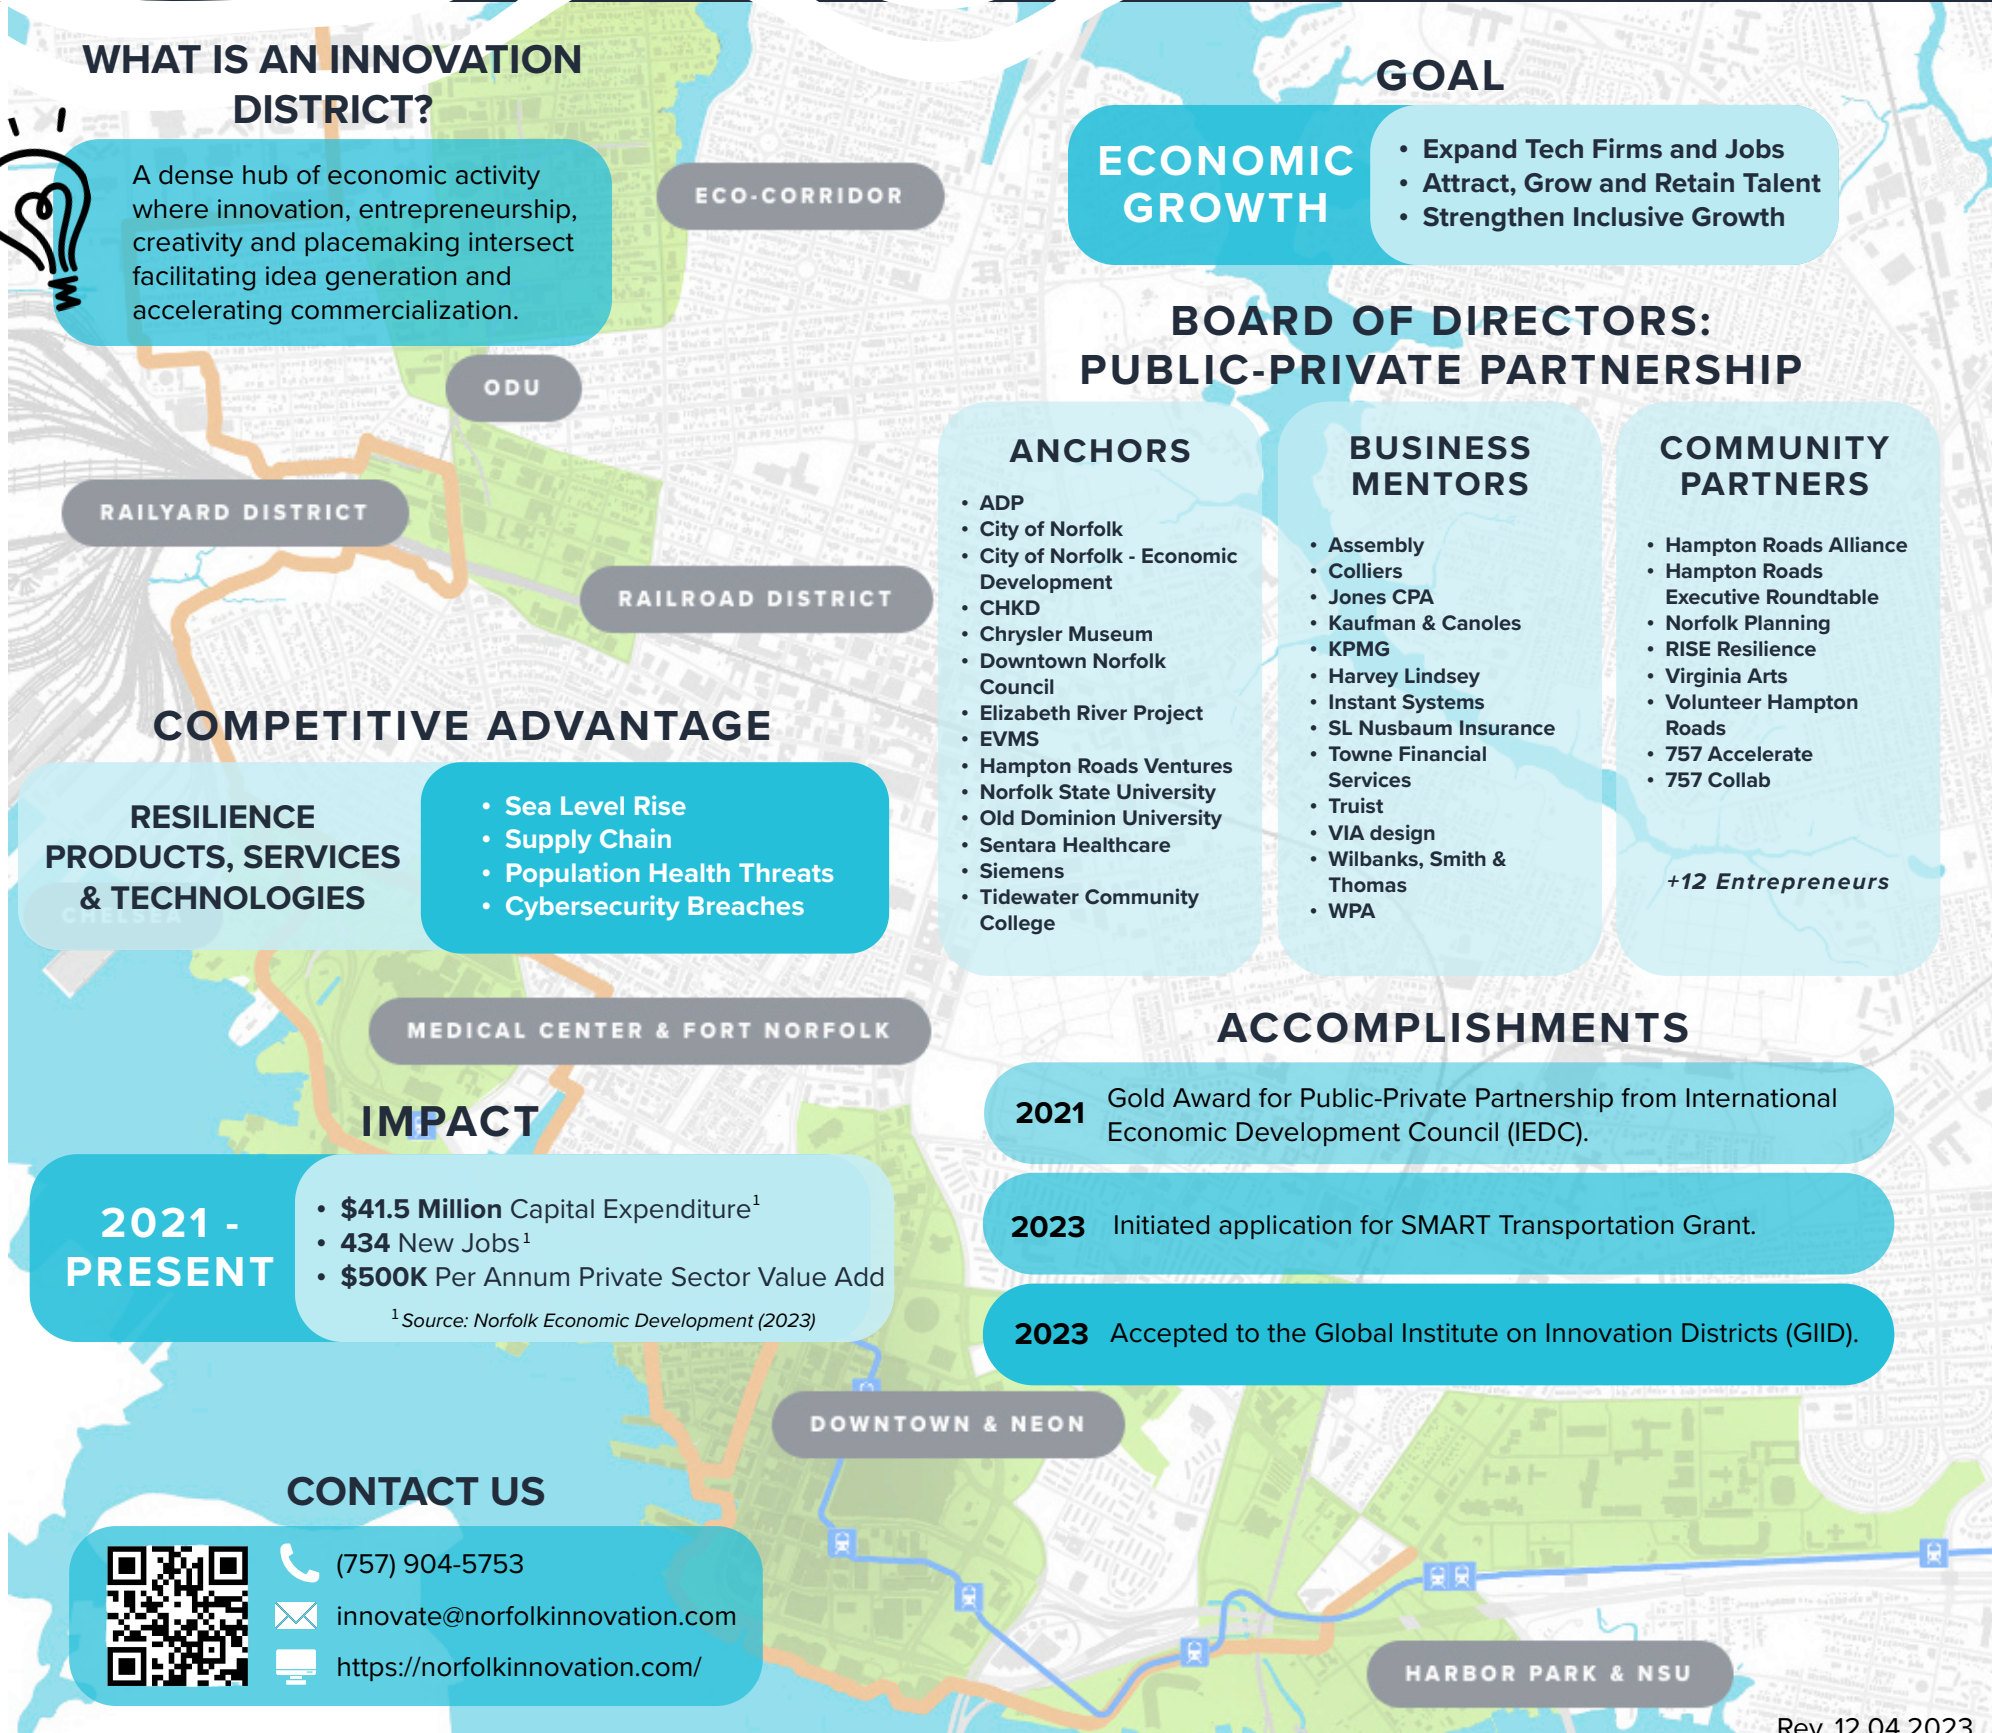 WHAT IS AN INNOVATION
DISTRICT?
A dense hub of economic activity
where innovation, entrepreneurship,
creativity and placemaking intersect
facilitating idea generation and
accelerating commercialization.
ECO-CORRIDOR
ODU
RAILYARD DISTRICT
RAILROAD DISTRICT
GOAL
ECONOMIC
GROWTH
• Expand Tech Firms and Jobs
• Attract, Grow and Retain Talent
• Strengthen Inclusive Growth
BOARD OF DIRECTORS:
PUBLIC-PRIVATE PARTNERSHIP
ANCHORS
• ADP
• City of Norfolk
• City of Norfolk - Economic
Development
• CHKD
• Chrysler Museum
• Downtown Norfolk
Council
• Elizabeth River Project
• EVMS
• Hampton Roads Ventures
• Norfolk State University
• Old Dominion University
• Sentara Healthcare
• Siemens
• Tidewater Community
College
BUSINESS
MENTORS
• Assembly
• Colliers
• Jones CPA
• Kaufman & Canoles
• KPMG
• Harvey Lindsey
• Instant Systems
• SL Nusbaum Insurance
• Towne Financial
Services
• Truist
• VIA design
• Wilbanks, Smith &
Thomas
• WPA
COMMUNITY
PARTNERS
• Hampton Roads Alliance
• Hampton Roads
Executive Roundtable
• Norfolk Planning
• RISE Resilience
• Virginia Arts
• Volunteer Hampton
Roads
• 757 Accelerate
• 757 Collab
+12 Entrepreneurs
COMPETITIVE ADVANTAGE
RESILIENCE
PRODUCTS, SERVICES
& TECHNOLOGIES
CHELSEA
• Sea Level Rise
• Supply Chain
• Population Health Threats
• Cybersecurity Breaches
MEDICAL CENTER & FORT NORFOLK
IMPACT
2021 -
PRESENT
• $41.5 Million Capital Expenditure¹
• 434 New Jobs¹
• $500K Per Annum Private Sector Value Add
¹ Source: Norfolk Economic Development (2023)
ACCOMPLISHMENTS
2021 Gold Award for Public-Private Partnership from International
Economic Development Council (IEDC).
2023 Initiated application for SMART Transportation Grant.
2023 Accepted to the Global Institute on Innovation Districts (GIID).
DOWNTOWN & NEON
CONTACT US
(757) 904-5753
innovate@norfolkinnovation.com
https://norfolkinnovation.com/
HARBOR PARK & NSU
Rev. 12.04.2023